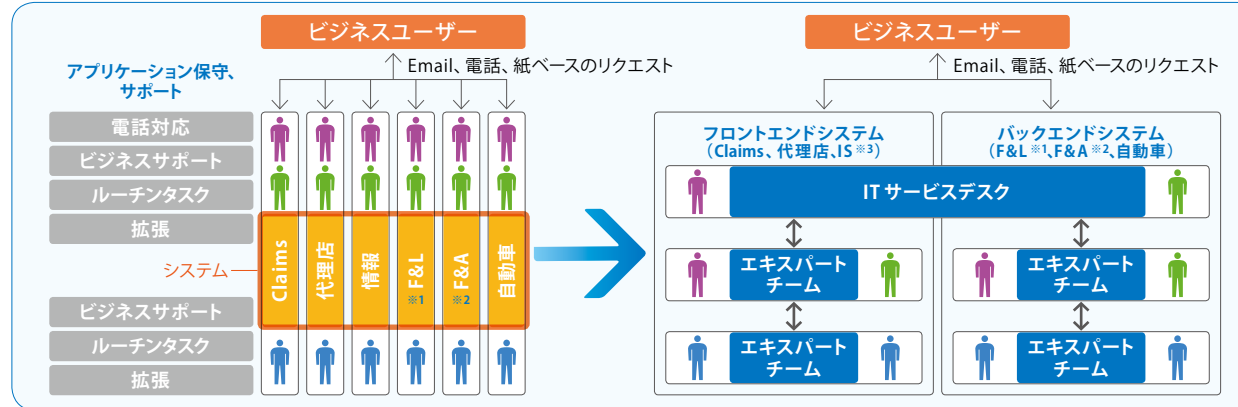 ビジネスユーザー
Email、電話、紙ベースのリクエスト
アプリケーション保守、
サポート
電話対応
ビジネスサポート
ルーチンタスク
拡張
システム
ビジネスサポート
ルーチンタスク
拡張
Claims
代理店
情報
F&L
※1
F&A
※2
自動車
ビジネスユーザー
Email、電話、紙ベースのリクエスト
フロントエンドシステム
（Claims、代理店、IS※3）
バックエンドシステム
（F&L※1、F&A※2、自動車）
ITサービスデスク
エキスパート
チーム
エキスパート
チーム
エキスパート
チーム
エキスパート
チーム